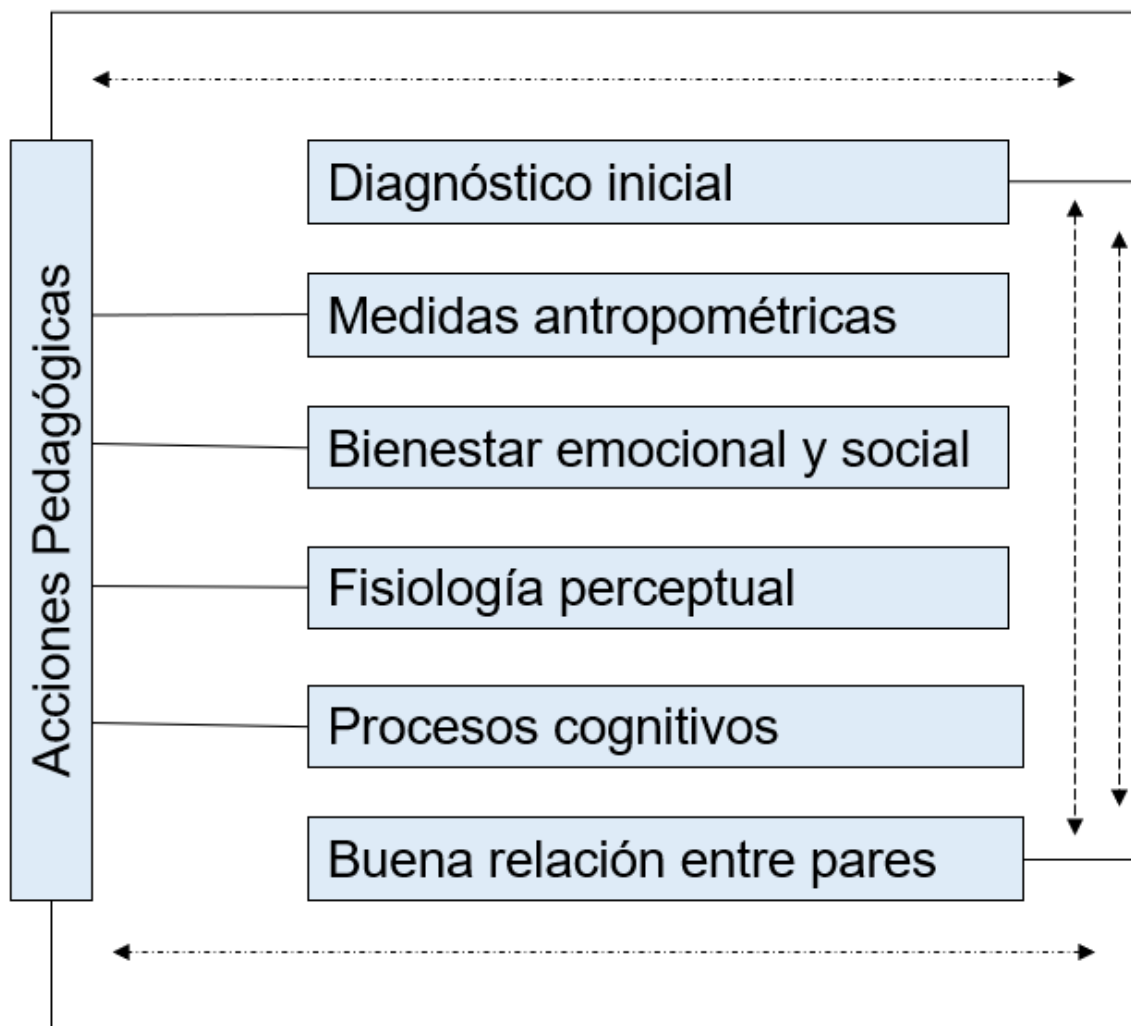 Acciones Pedagógicas
Diagnóstico inicial
Medidas antropométricas
Bienestar emocional y social
Fisiología perceptual
Procesos cognitivos
Buena relación entre pares